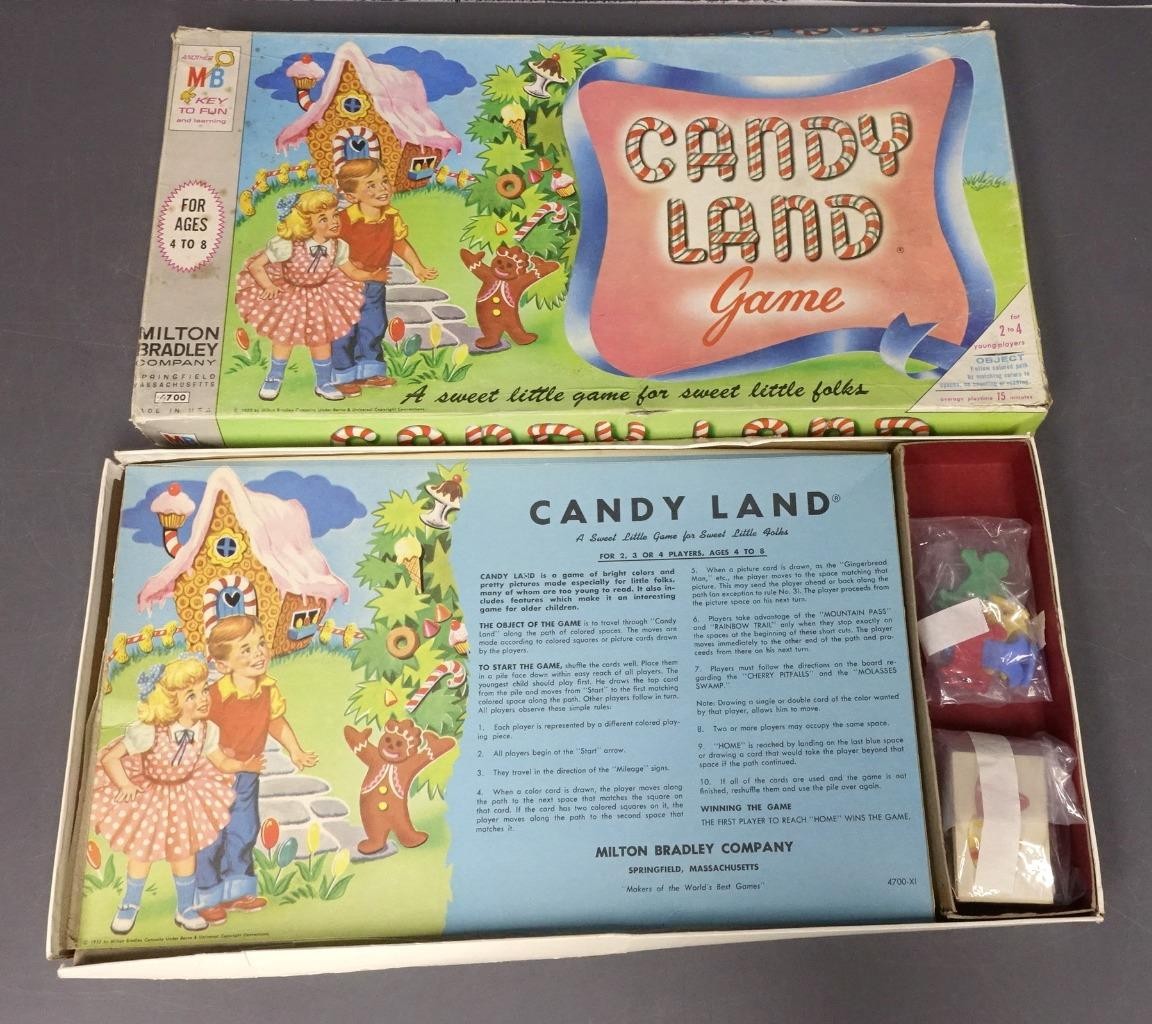 ANOTHER
MB
KEY
TO FUN
and learning
FOR
AGES
4 TO 8
MILTON
BRADLEY
COMPANY
SPRINGFIELD
MASSACHUSETTS
4700
MADE IN U.S.A.
CANDY
LAND®
Game
A sweet little game for sweet little folks
for
2 to 4
young players
OBJECT
Follow colored path
by matching colors to
spaces, no counting or reading.
average playtime 15 minutes
MB
CANDY LAND
CANDY LAND®
A Sweet Little Game for Sweet Little Folks
FOR 2, 3 OR 4 PLAYERS, AGES 4 TO 8
CANDY LAND is a game of bright colors and
pretty pictures made especially for little folks,
many of whom are too young to read. It also in-
cludes features which make it an interesting
game for older children.
THE OBJECT OF THE GAME is to travel through "Candy
Land" along the path of colored spaces. The moves are
made according to colored squares or picture cards drawn
by the players.
TO START THE GAME, shuffle the cards well. Place them
in a pile face down within easy reach of all players. The
youngest child should play first. He draws the top card
from the pile and moves from "Start" to the first matching
colored space along the path. Other players follow in turn.
All players observe these simple rules:
1. Each player is represented by a different colored play-
ing piece.
2. All players begin at the "Start" arrow.
3. They travel in the direction of the "Mileage" signs.
4. When a color card is drawn, the player moves along
the path to the next space that matches the square on
that card. If the card has two colored squares on it, the
player moves along the path to the second space that
matches it.
5. When a picture card is drawn, as the "Gingerbread
Man," etc., the player moves to the space matching that
picture. This may send the player ahead or back along the
path (an exception to rule No. 3). The player proceeds from
the picture space on his next turn.
6. Players take advantage of the "MOUNTAIN PASS"
and "RAINBOW TRAIL" only when they stop exactly on
the spaces at the beginning of these short cuts. The player
moves immediately to the other end of the path and pro-
ceeds from there on his next turn.
7. Players must follow the directions on the board re-
garding the "CHERRY PITFALLS" and the "MOLASSES
SWAMP."
Note: Drawing a single or double card of the color wanted
by that player, allows him to move.
8. Two or more players may occupy the same space.
9. "HOME" is reached by landing on the last blue space
or drawing a card that would take the player beyond that
space if the path continued.
10. If all of the cards are used and the game is not
finished, reshuffle them and use the pile over again.
WINNING THE GAME
THE FIRST PLAYER TO REACH "HOME" WINS THE GAME.
MILTON BRADLEY COMPANY
SPRINGFIELD, MASSACHUSETTS
"Makers of the World's Best Games"
4700-XI